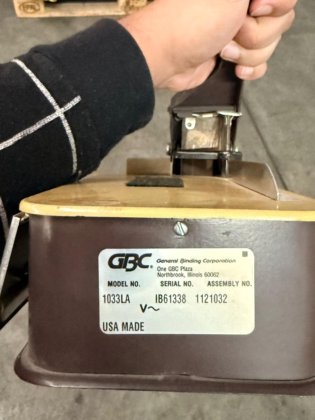 GBC General Binding Corporation
One GBC Plaza
Northbrook, Illinois 60062
MODEL NO. SERIAL NO. ASSEMBLY NO.
1033LA IB61338 1121032
V~
USA MADE